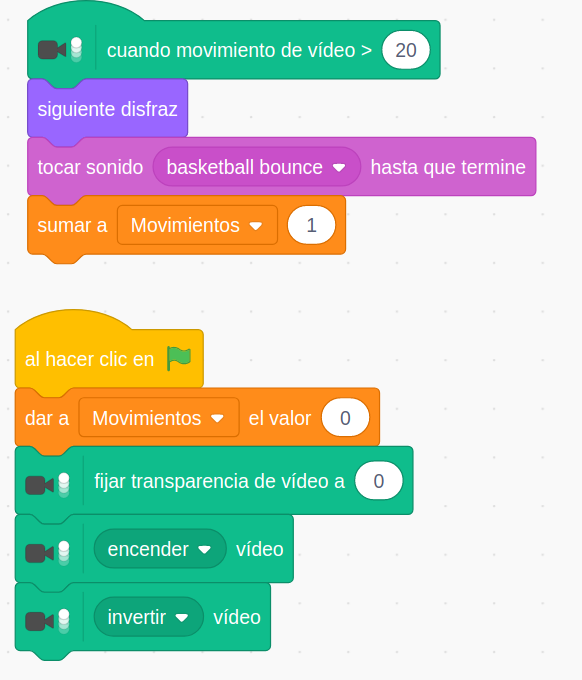 cuando movimiento de vídeo > 20
siguiente disfraz
tocar sonido basketball bounce hasta que termine
sumar a Movimientos 1
al hacer clic en
dar a Movimientos el valor 0
fijar transparencia de vídeo a 0
encender vídeo
invertir vídeo